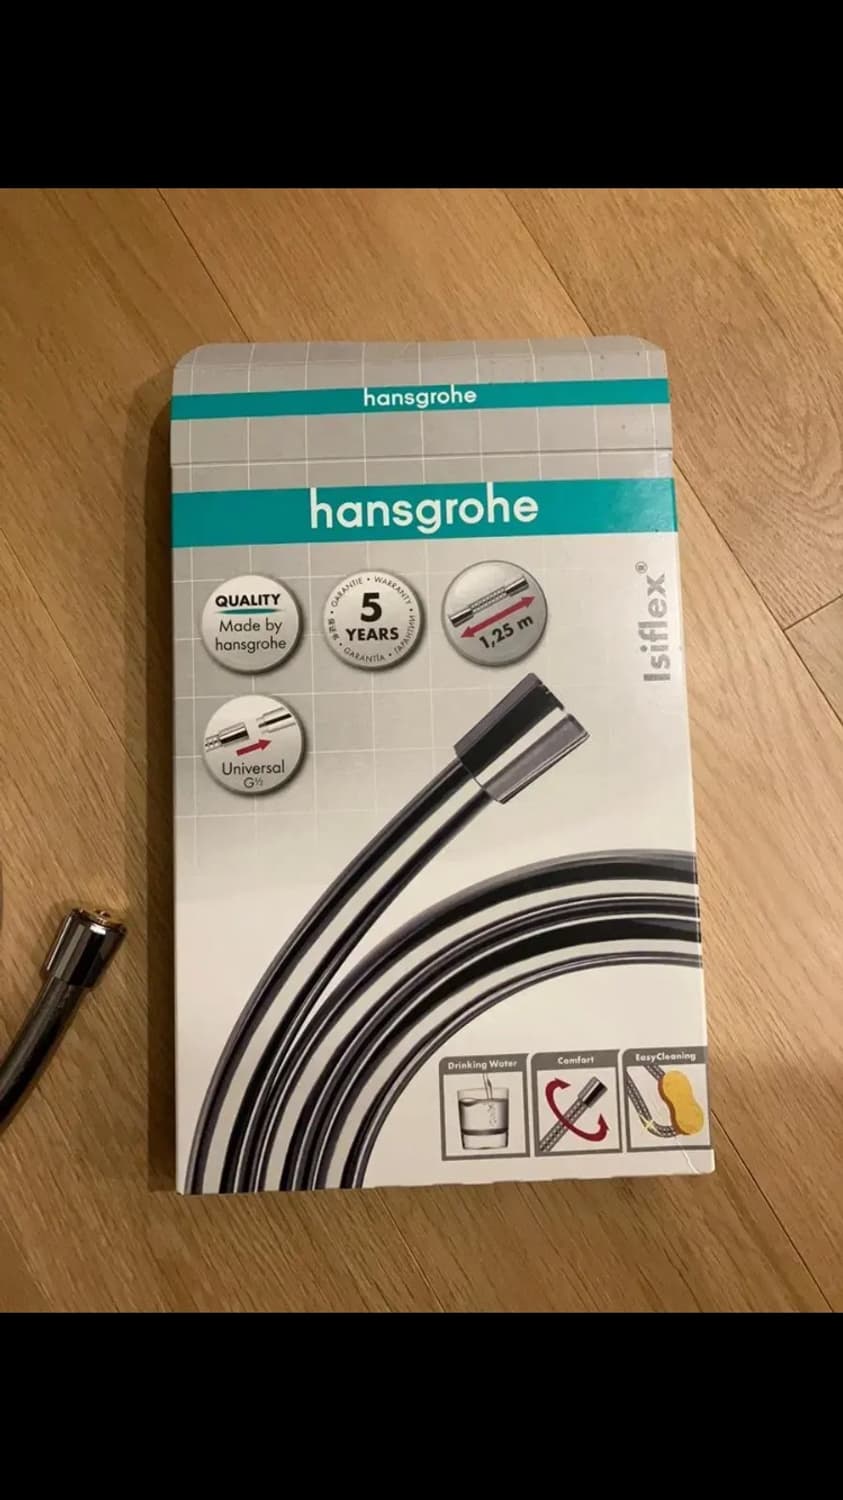 hansgrohe
hansgrohe
QUALITY
Made by
hansgrohe
GARANTIE • WARRANTY •
5
YEARS
GARANTÍA • ГАРАНТИИ
1,25 m
Isiflex®
Universal
G½
Drinking Water
Comfort
EasyCleaning